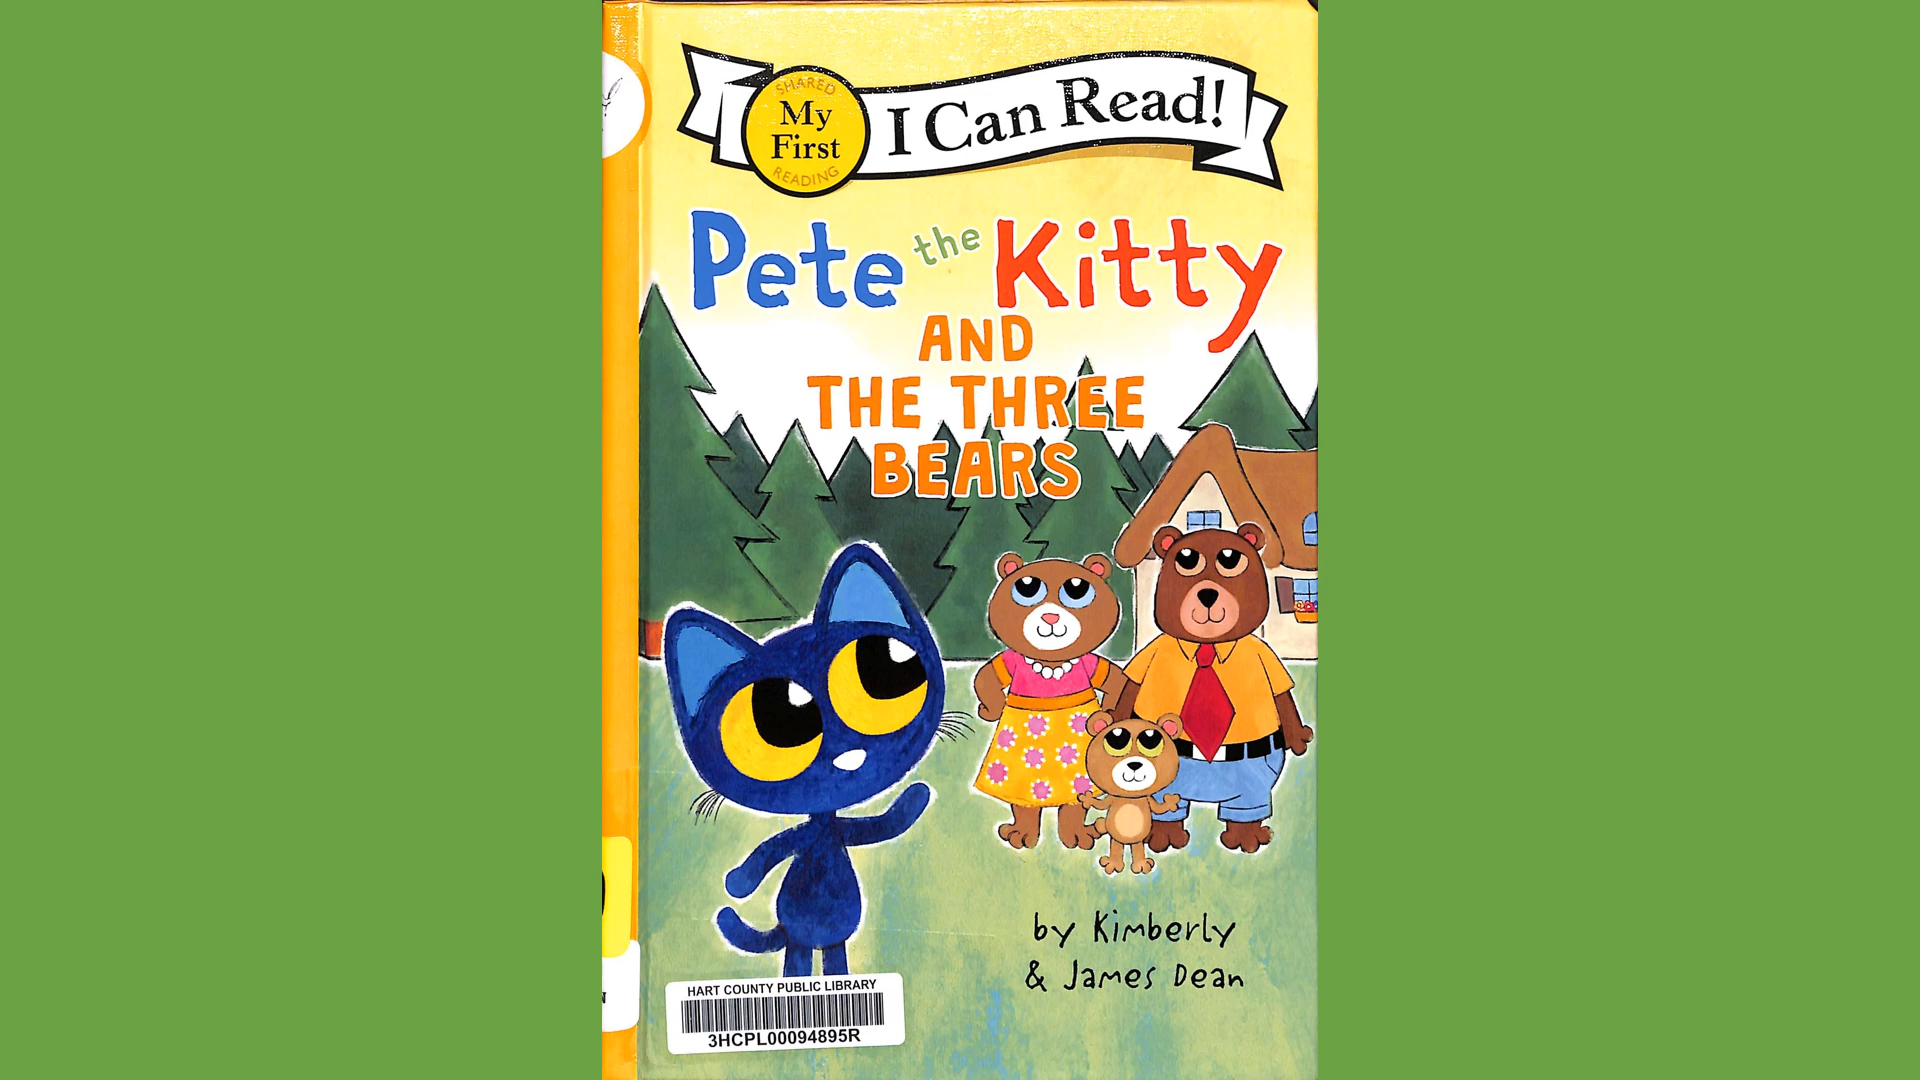 SHARED
My
First
READING
I Can Read!
Pete the Kitty
AND
THE THREE
BEARS
by Kimberly
& James Dean
HART COUNTY PUBLIC LIBRARY
3HCPL00094895R
N